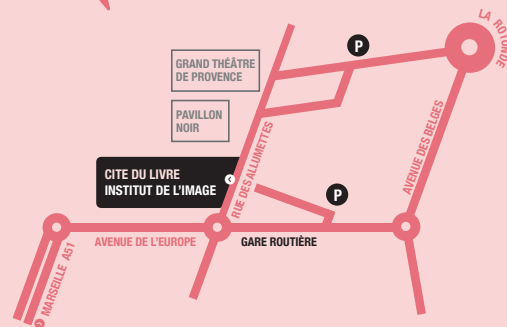 LA ROTONDE
P
GRAND THÉÂTRE
DE PROVENCE
PAVILLON
NOIR
RUE DES ALLUMETTES
AVENUE DES BELGES
CITE DU LIVRE
INSTITUT DE L'IMAGE
P
AVENUE DE L'EUROPE
GARE ROUTIÈRE
MARSEILLE A51